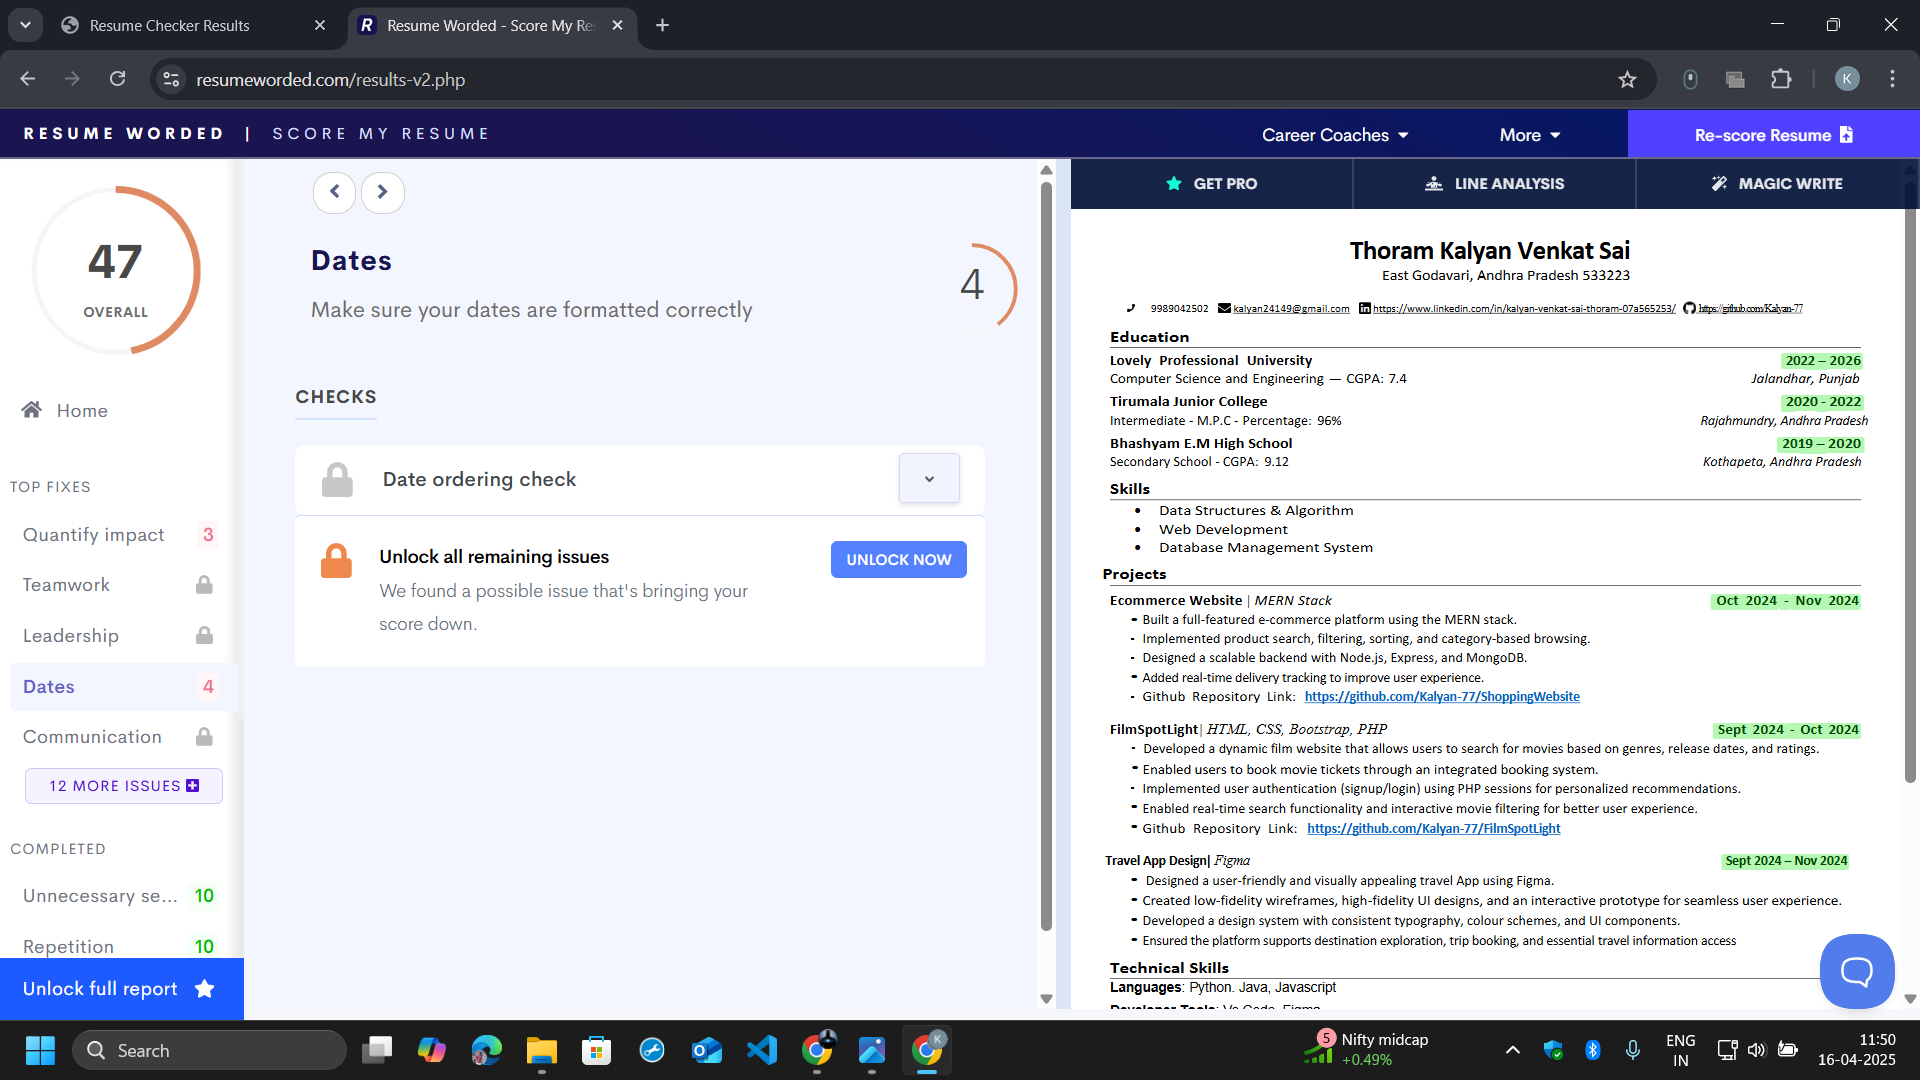 Resume Checker Results
Resume Worded - Score My Re
resumeworded.com/results-v2.php
K
RESUME WORDED | SCORE MY RESUME
Career Coaches
More
Re-score Resume
47
OVERALL
Home
TOP FIXES
Quantify impact 3
Teamwork
Leadership
Dates 4
Communication
12 MORE ISSUES
COMPLETED
Unnecessary se... 10
Repetition 10
Unlock full report
Dates
Make sure your dates are formatted correctly
4
CHECKS
Date ordering check
Unlock all remaining issues
We found a possible issue that's bringing your
score down.
UNLOCK NOW
GET PRO
LINE ANALYSIS
MAGIC WRITE
Thoram Kalyan Venkat Sai
East Godavari, Andhra Pradesh 533223
9989042502 kalyan24149@gmail.com https://www.linkedin.com/in/kalyan-venkat-sai-thoram-07a565253/ https://github.com/Kalyan-77
Education
Lovely Professional University 2022 – 2026
Computer Science and Engineering — CGPA: 7.4 Jalandhar, Punjab
Tirumala Junior College 2020 - 2022
Intermediate - M.P.C - Percentage: 96% Rajahmundry, Andhra Pradesh
Bhashyam E.M High School 2019 – 2020
Secondary School - CGPA: 9.12 Kothapeta, Andhra Pradesh
Skills
• Data Structures & Algorithm
• Web Development
• Database Management System
Projects
Ecommerce Website | MERN Stack Oct 2024 - Nov 2024
- Built a full-featured e-commerce platform using the MERN stack.
- Implemented product search, filtering, sorting, and category-based browsing.
- Designed a scalable backend with Node.js, Express, and MongoDB.
- Added real-time delivery tracking to improve user experience.
- Github Repository Link: https://github.com/Kalyan-77/ShoppingWebsite
FilmSpotLight| HTML, CSS, Bootstrap, PHP Sept 2024 - Oct 2024
- Developed a dynamic film website that allows users to search for movies based on genres, release dates, and ratings.
- Enabled users to book movie tickets through an integrated booking system.
- Implemented user authentication (signup/login) using PHP sessions for personalized recommendations.
- Enabled real-time search functionality and interactive movie filtering for better user experience.
- Github Repository Link: https://github.com/Kalyan-77/FilmSpotLight
Travel App Design| Figma Sept 2024 – Nov 2024
- Designed a user-friendly and visually appealing travel App using Figma.
- Created low-fidelity wireframes, high-fidelity UI designs, and an interactive prototype for seamless user experience.
- Developed a design system with consistent typography, colour schemes, and UI components.
- Ensured the platform supports destination exploration, trip booking, and essential travel information access
Technical Skills
Languages: Python. Java, Javascript
Developer Tools: Vs Code, Figma
Search
K
5
Nifty midcap
+0.49%
ENG
IN
11:50
16-04-2025